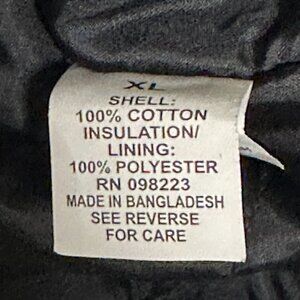 XL
SHELL:
100% COTTON
INSULATION/
LINING:
100% POLYESTER
RN 098223
MADE IN BANGLADESH
SEE REVERSE
FOR CARE